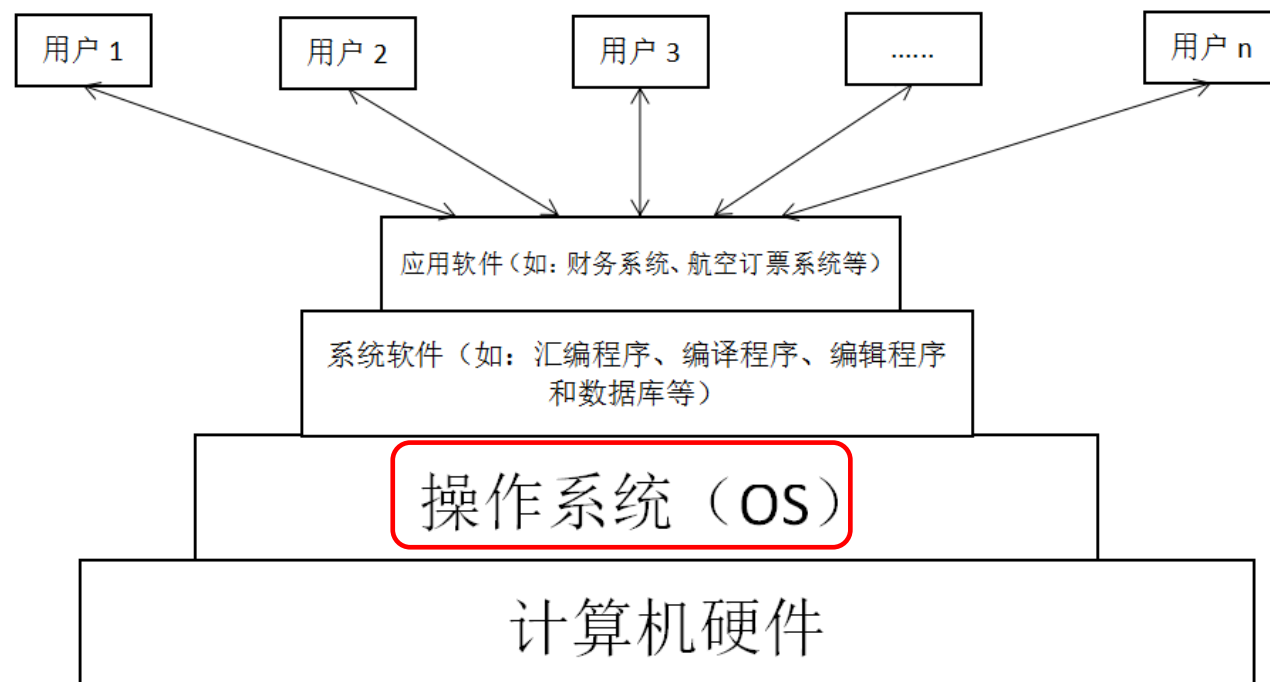 用户 1
用户 2
用户 3
……
用户 n
应用软件（如：财务系统、航空订票系统等）
系统软件（如：汇编程序、编译程序、编辑程序
和数据库等）
操作系统（OS）
计算机硬件